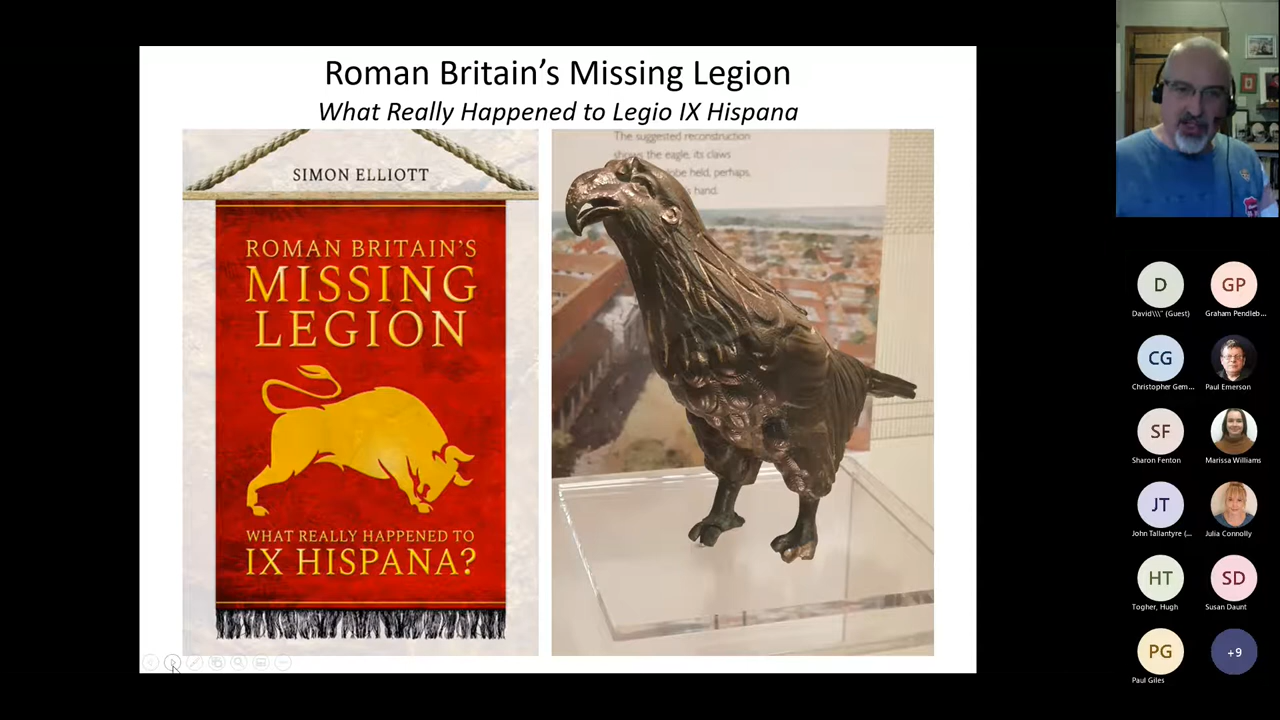 Roman Britain's Missing Legion
What Really Happened to Legio IX Hispana
SIMON ELLIOTT
ROMAN BRITAIN'S
MISSING
LEGION
WHAT REALLY HAPPENED TO
IX HISPANA?
The suggested reconstruction
shows the eagle, its claws
held, perhaps,
hand.
D
David\\\" (Guest)
GP
Graham Pendleb...
CG
Christopher Gem...
Paul Emerson
SF
Sharon Fenton
Marissa Williams
JT
John Tallantyre (...
Julia Connolly
HT
Togher, Hugh
SD
Susan Daunt
PG
Paul Giles
+9